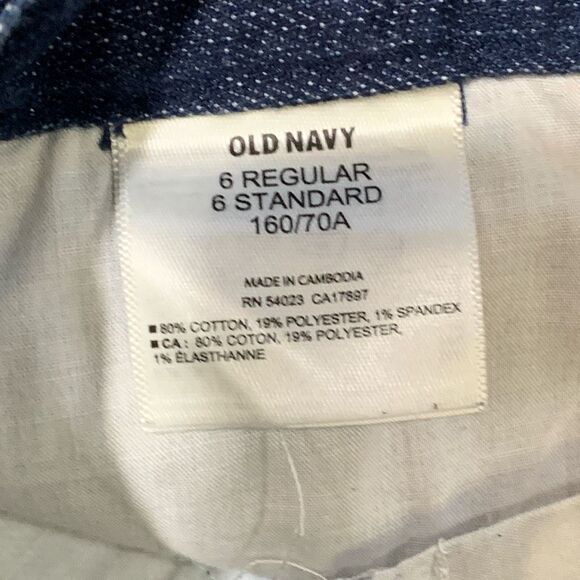 OLD NAVY
6 REGULAR
6 STANDARD
160/70A
MADE IN CAMBODIA
RN 54023 CA17897
■ 80% COTTON, 19% POLYESTER, 1% SPANDEX
■ CA : 80% COTON, 19% POLYESTER,
1% ÉLASTHANNE